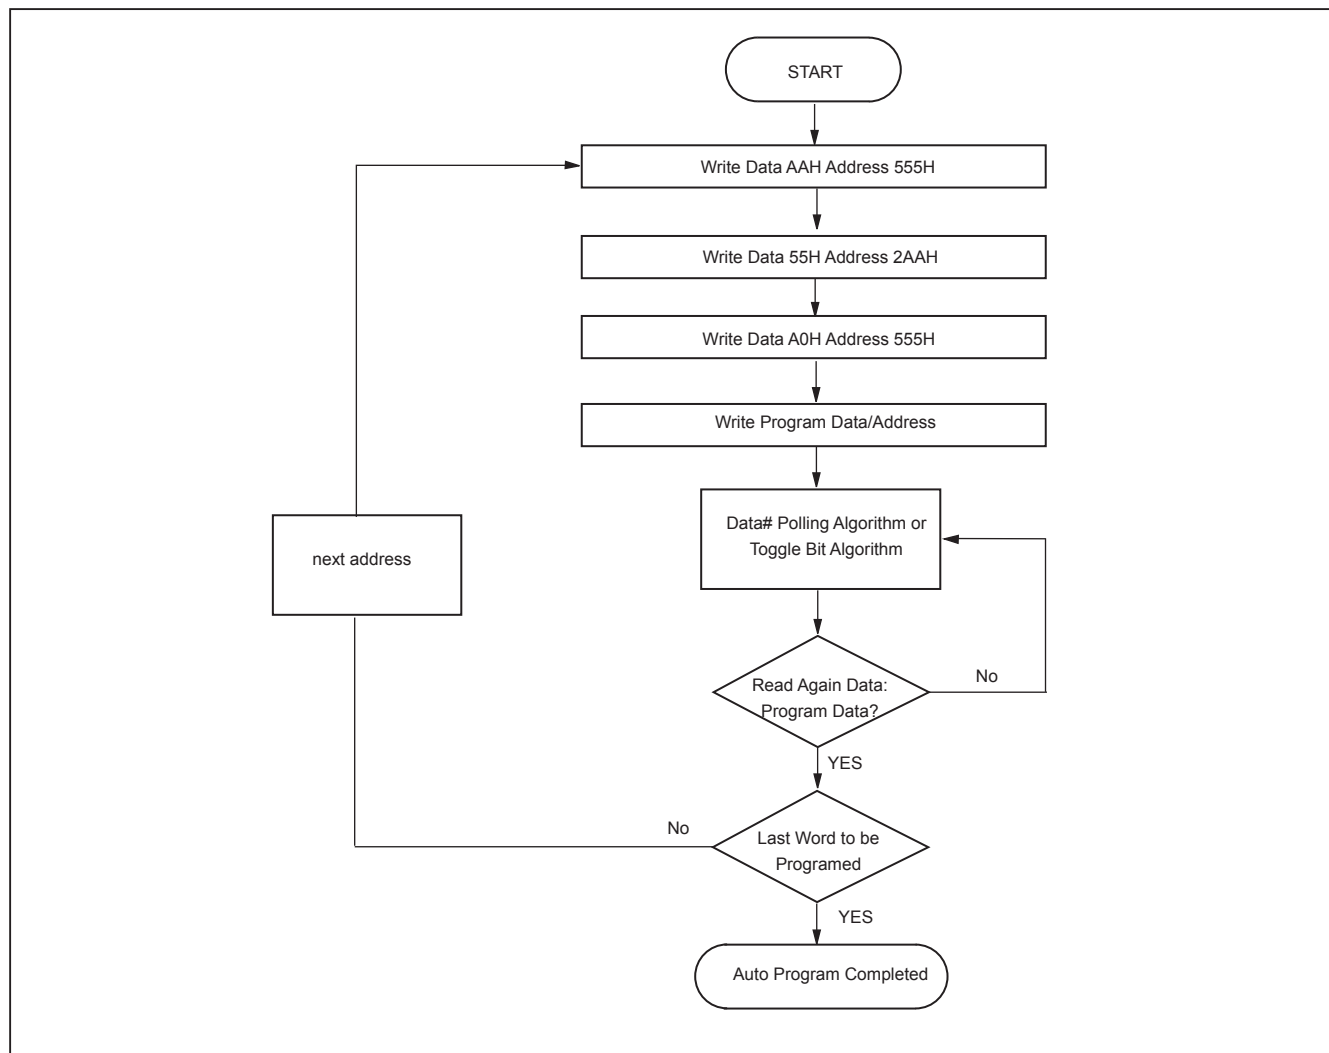 START
Write Data AAH Address 555H
Write Data 55H Address 2AAH
Write Data A0H Address 555H
Write Program Data/Address
Data# Polling Algorithm or
Toggle Bit Algorithm
next address
Read Again Data:
Program Data?
No
YES
No
Last Word to be
Programed
YES
Auto Program Completed